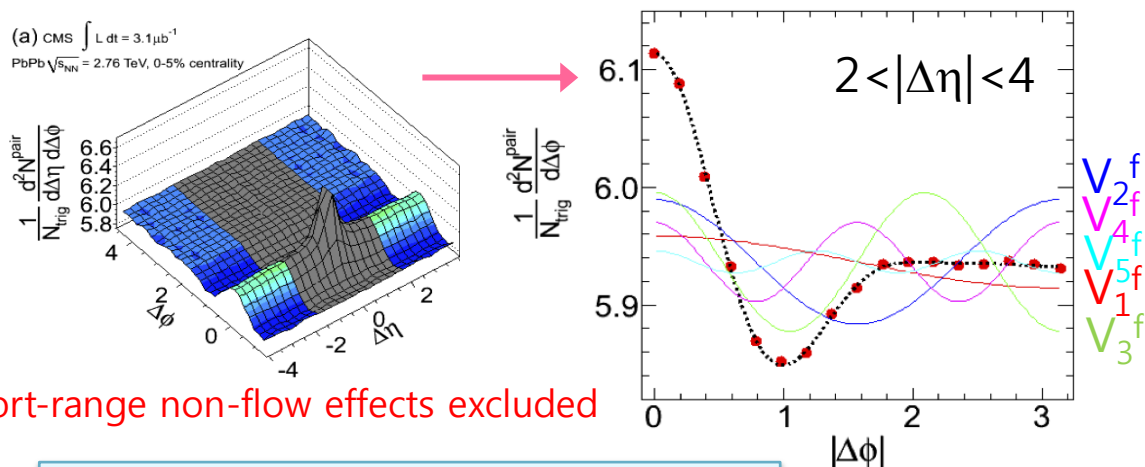 (a) CMS ∫ L dt = 3.1μb⁻¹
PbPb √sNN = 2.76 TeV, 0-5% centrality
1/Ntrig d²Npair/dΔη dΔϕ
6.6
6.4
6.2
6.0
5.8
4
2
0
Δϕ
-4
-2
0
2
Δη
1/Ntrig d²Npair/dΔϕ
2<|Δη|<4
6.1
6.0
5.9
0
1
2
3
|Δϕ|
V₂ᶠ
V₄ᶠ
V₅ᶠ
V₁ᶠ
V₃ᶠ
ort-range non-flow effects excluded